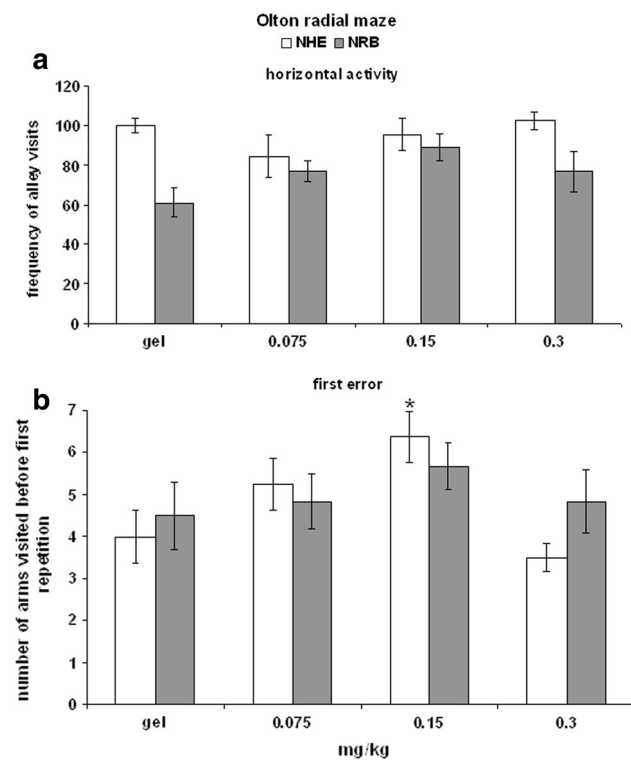 Olton radial maze
NHE NRB
a
horizontal activity
frequency of alley visits
120
100
80
60
40
20
0
gel 0.075 0.15 0.3
b
first error
number of arms visited before first
repetition
7
6
5
4
3
2
1
0
*
gel 0.075 0.15 0.3
mg/kg